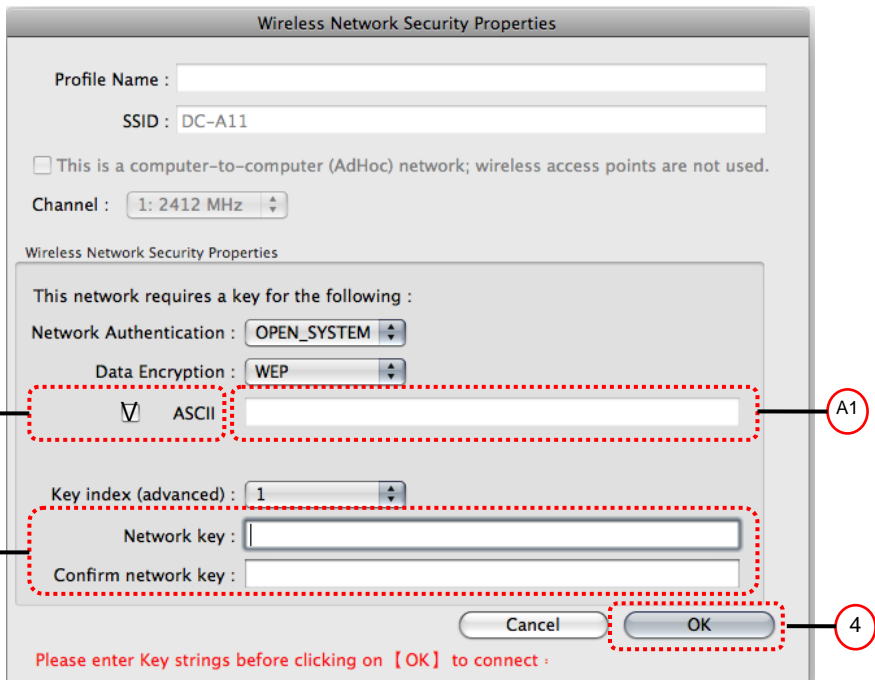 Wireless Network Security Properties
Profile Name :
SSID : DC-A11
This is a computer-to-computer (AdHoc) network; wireless access points are not used.
Channel : 1: 2412 MHz
Wireless Network Security Properties
This network requires a key for the following :
Network Authentication : OPEN_SYSTEM
Data Encryption : WEP
V ASCII
A1
Key index (advanced) : 1
Network key :
Confirm network key :
Cancel OK 4
Please enter Key strings before clicking on【OK】to connect :